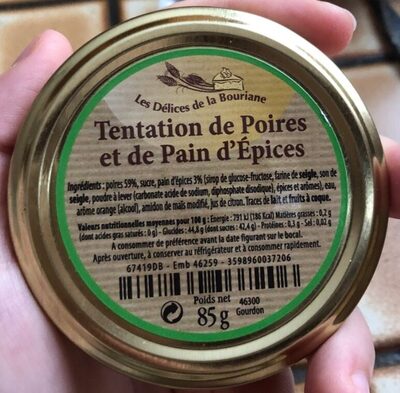 Les Délices de la Bouriane
Tentation de Poires
et de Pain d'Épices
Ingrédients : poires 59%, sucre, pain d'épices 3% (sirop de glucose-fructose, farine de seigle, son de
seigle, poudre à lever (carbonate acide de sodium, diphosphate disodique), épices et arômes), eau,
arôme orange (alcool), amidon de maïs modifié, jus de citron. Traces de lait et fruits à coque.
Valeurs nutritionnelles moyennes pour 100 g : Energie : 791 kJ (186 Kcal) Matières grasses : 0,2 g
(dont acides gras saturés : 0 g) - Glucides : 44,8 g (dont sucres : 42,4 g) - Protéines : 0,3 g - Sel : 0,02 g
A consommer de préférence avant la date figurant sur le bocal.
Après ouverture, à conserver au réfrigérateur et à consommer rapidement.
67419DB - Emb 46259 - 3598960037206
Poids net
85 g
46300
Gourdon